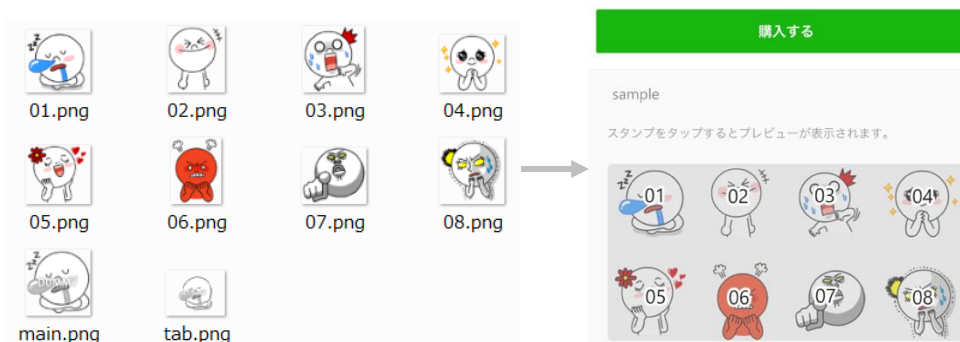 01.png 02.png 03.png 04.png
05.png 06.png 07.png 08.png
main.png tab.png
購入する
sample
スタンプをタップするとプレビューが表示されます。
01 02 03 04
05 06 07 08